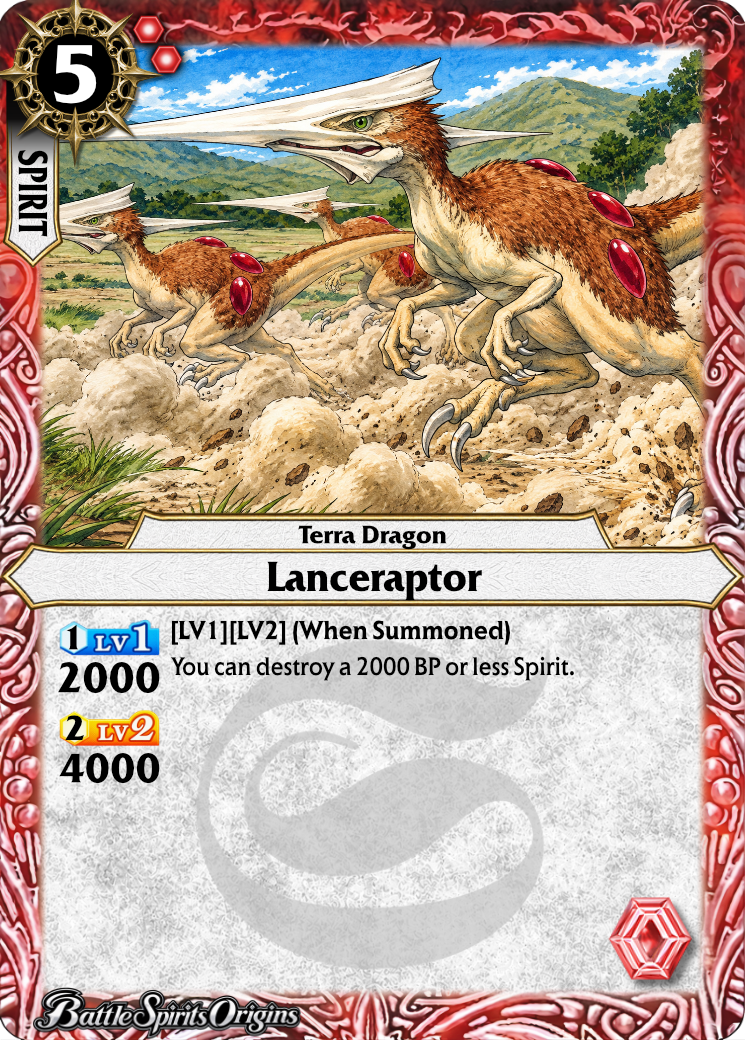 5
SPIRIT
Terra Dragon
Lanceraptor
1 LV1
2000
[LV1][LV2] (When Summoned)
You can destroy a 2000 BP or less Spirit.
2 LV2
4000
Battle Spirits Origins